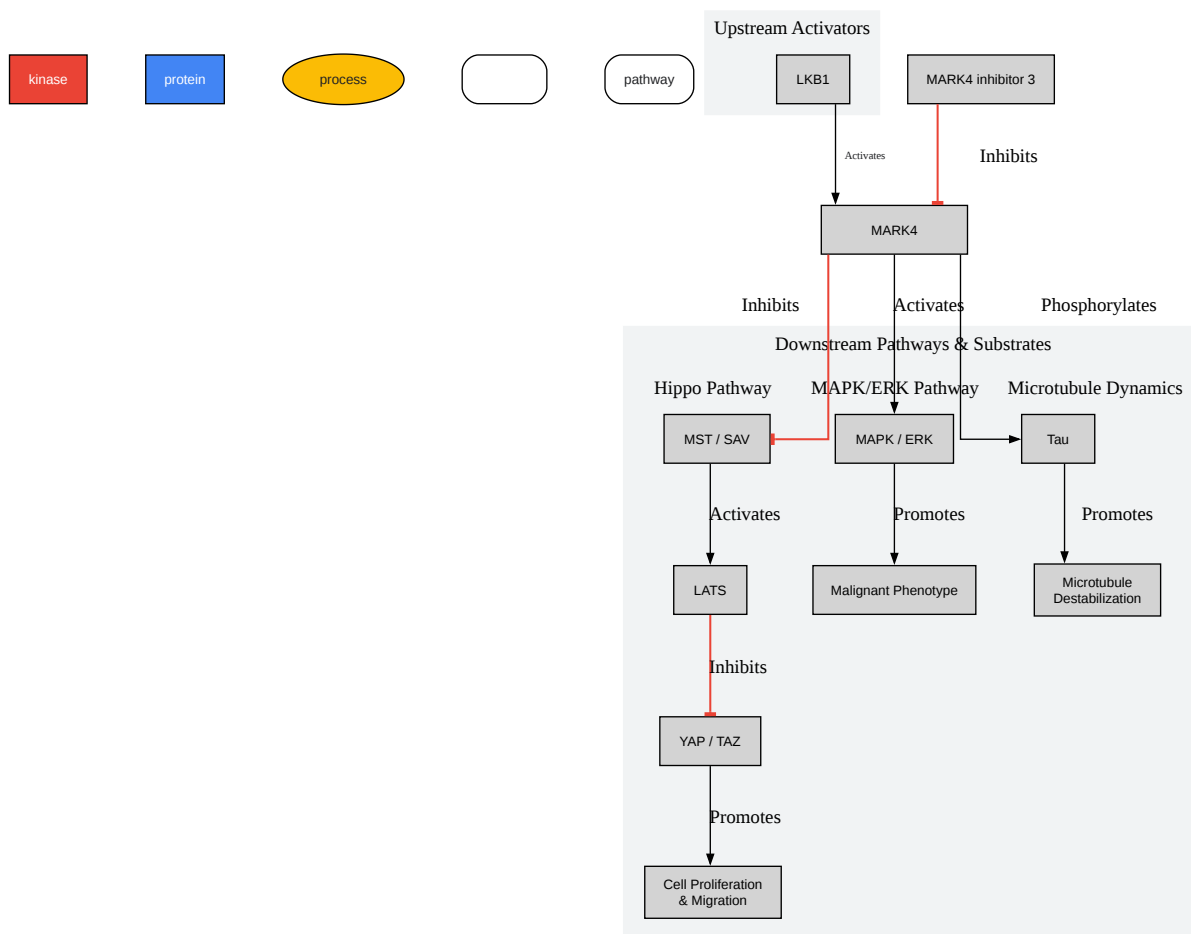 Upstream Activators
kinase
protein
process
pathway
LKB1
MARK4 inhibitor 3
Activates
Inhibits
MARK4
Inhibits
Activates
Phosphorylates
Downstream Pathways & Substrates
Hippo Pathway
MAPK/ERK Pathway
Microtubule Dynamics
MST / SAV
MAPK / ERK
Tau
Activates
Promotes
Promotes
LATS
Malignant Phenotype
Microtubule
Destabilization
Inhibits
YAP / TAZ
Promotes
Cell Proliferation
& Migration